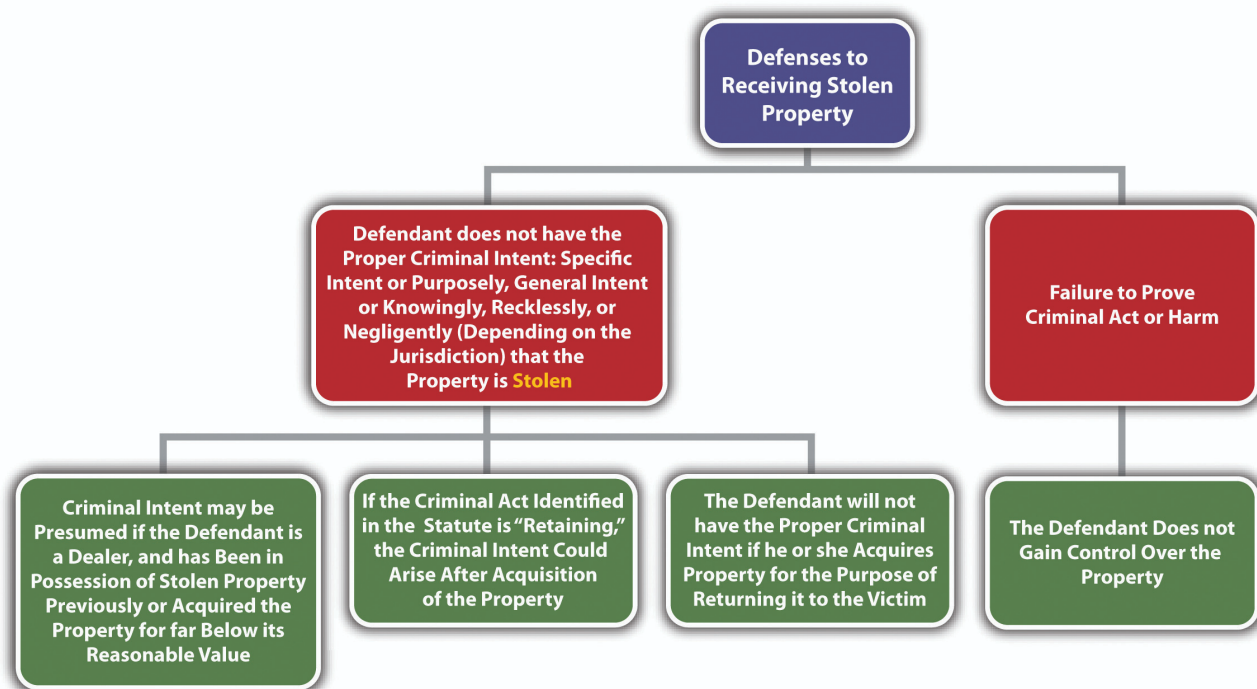 Defenses to
Receiving Stolen
Property
Defendant does not have the
Proper Criminal Intent: Specific
Intent or Purposely, General Intent
or Knowingly, Recklessly, or
Negligently (Depending on the
Jurisdiction) that the
Property is Stolen
Failure to Prove
Criminal Act or Harm
Criminal Intent may be
Presumed if the Defendant is
a Dealer, and has Been in
Possession of Stolen Property
Previously or Acquired the
Property for far Below its
Reasonable Value
If the Criminal Act Identified
in the Statute is “Retaining,”
the Criminal Intent Could
Arise After Acquisition
of the Property
The Defendant will not
have the Proper Criminal
Intent if he or she Acquires
Property for the Purpose of
Returning it to the Victim
The Defendant Does not
Gain Control Over the
Property